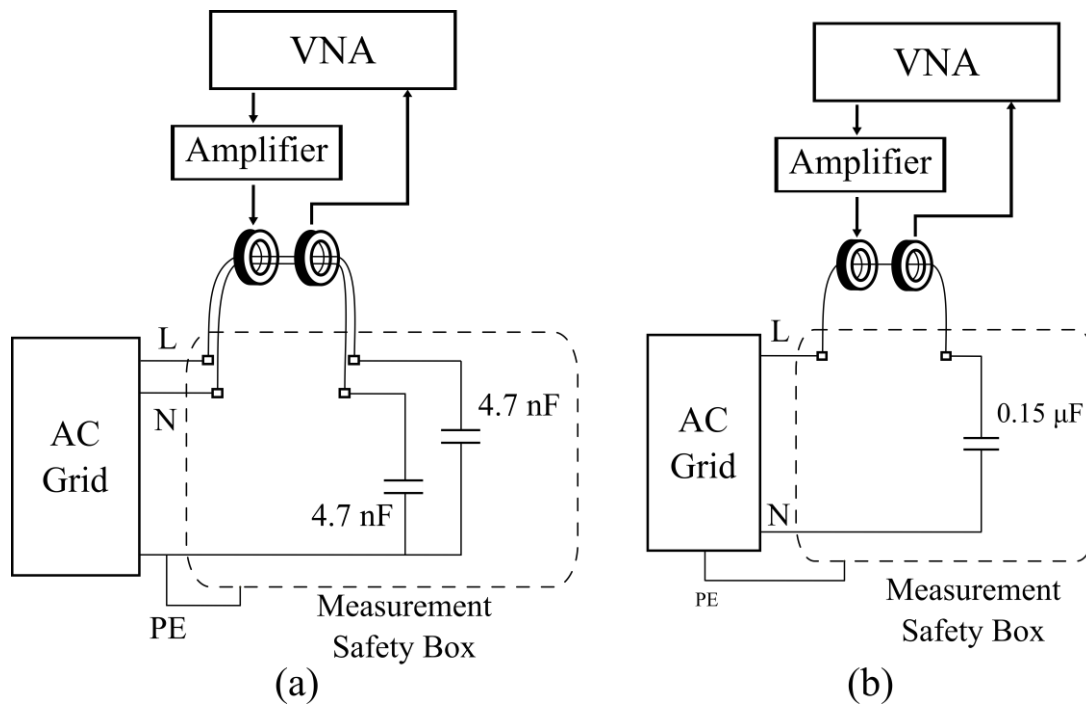 VNA
Amplifier
L
N
AC
Grid
4.7 nF
4.7 nF
PE
Measurement
Safety Box
(a)
VNA
Amplifier
L
AC
Grid
0.15 μF
N
PE
Measurement
Safety Box
(b)